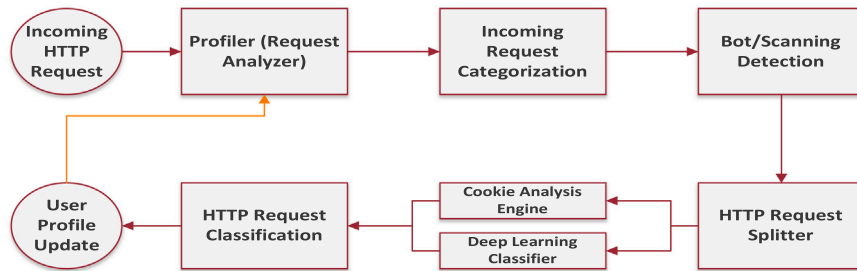 Incoming
HTTP
Request
Profiler (Request
Analyzer)
Incoming
Request
Categorization
Bot/Scanning
Detection
User
Profile
Update
HTTP Request
Classification
Cookie Analysis
Engine
Deep Learning
Classifier
HTTP Request
Splitter